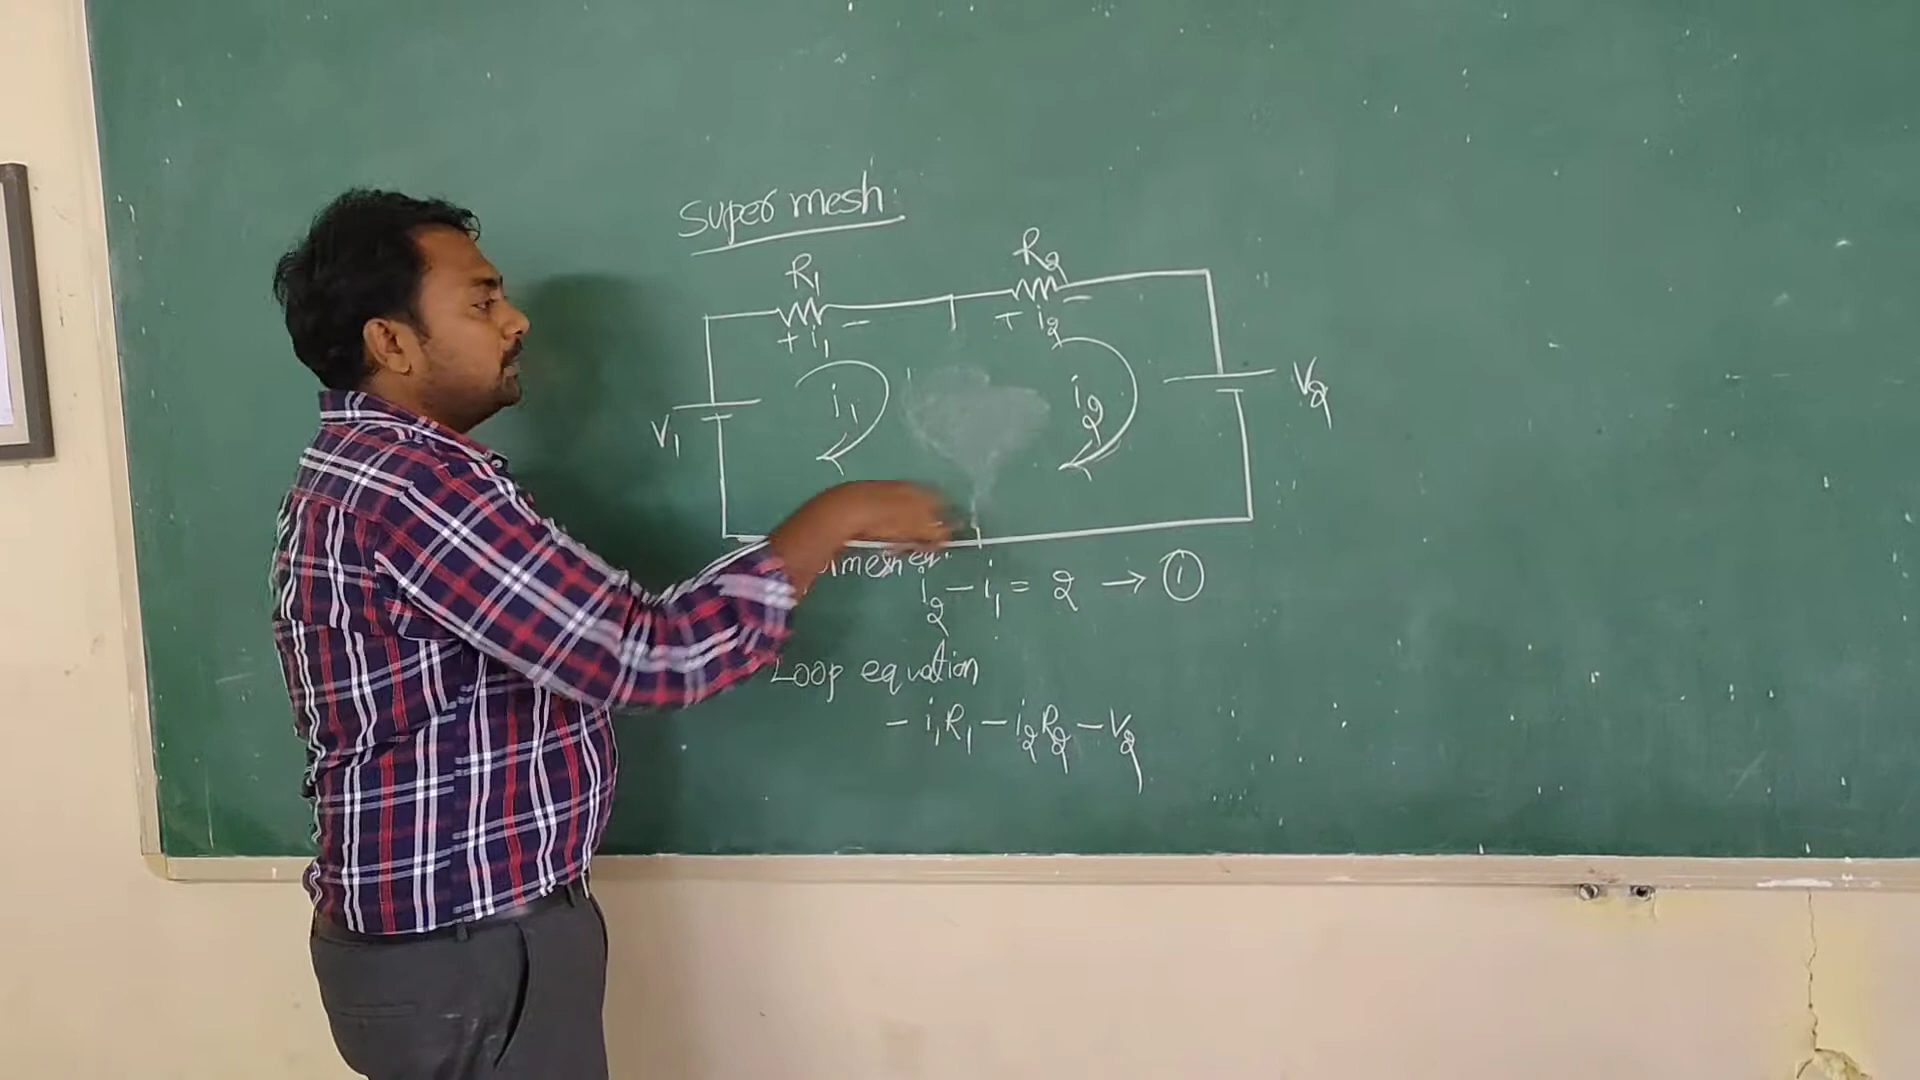 Super mesh:
R1 R2
+ i1 - + i2 -
i1 i2
V1 V2
eq.
i2 - i1 = 2 → ①
Loop equation
- i1R1 - i2R2 - V2